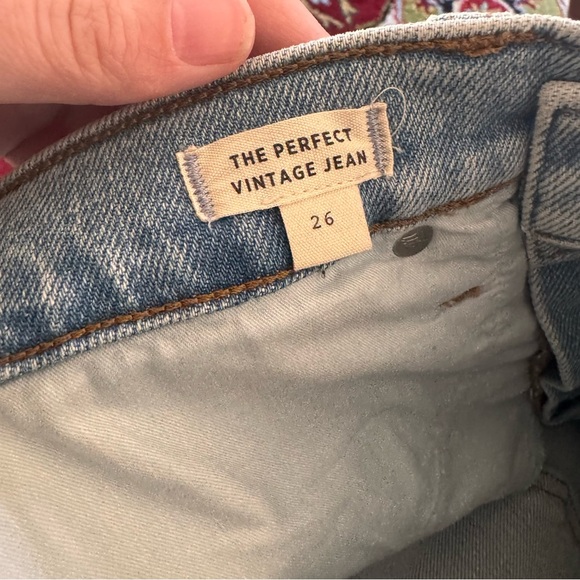 THE PERFECT
VINTAGE JEAN
26